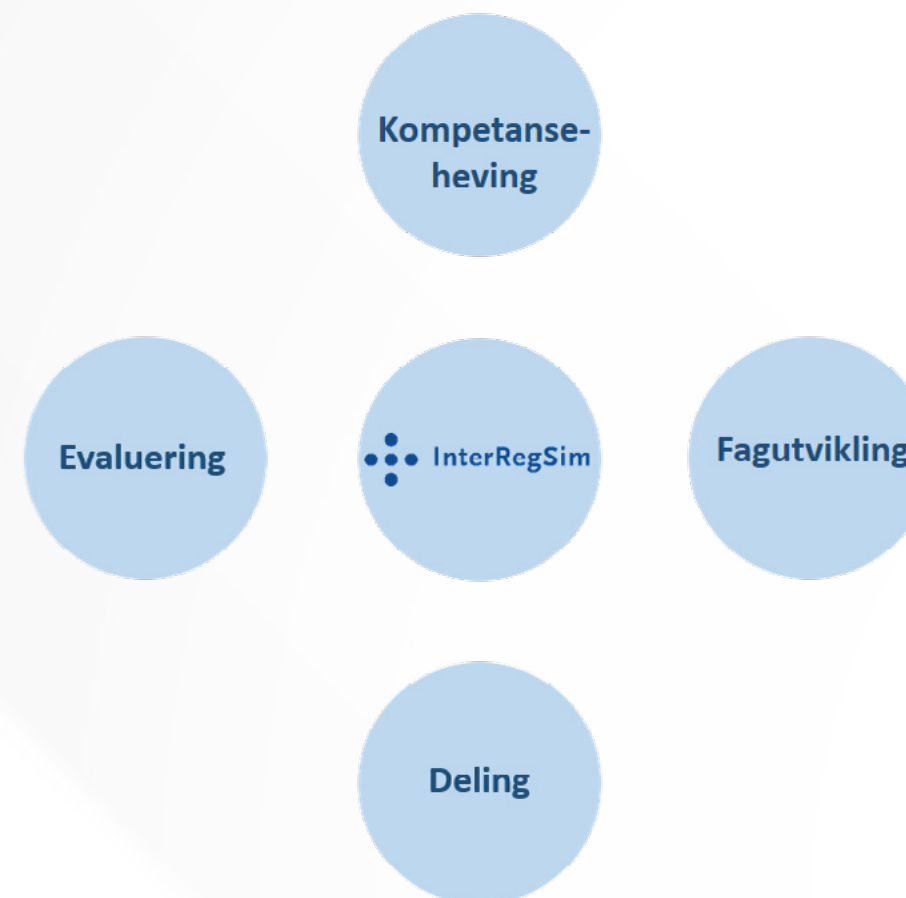 Kompetanse-
heving
Evaluering
InterRegSim
Fagutvikling
Deling